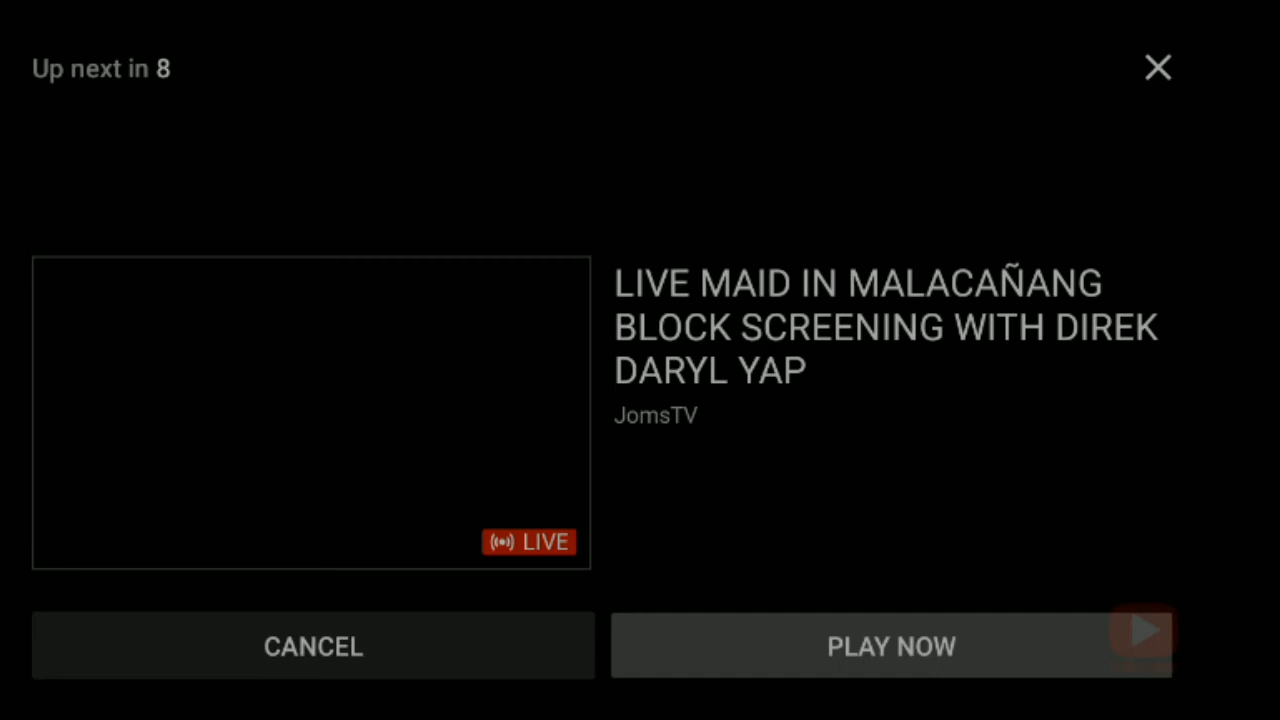 Up next in 8
LIVE MAID IN MALACAÑANG
BLOCK SCREENING WITH DIREK
DARYL YAP
JomsTV
LIVE
CANCEL
PLAY NOW